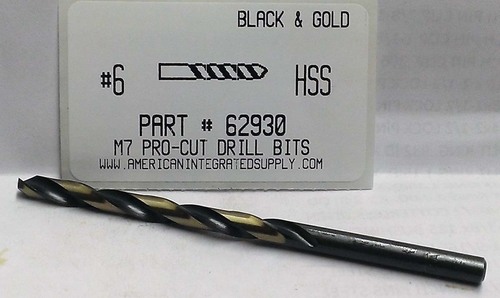 BLACK & GOLD
#6 HSS
PART # 62930
M7 PRO-CUT DRILL BITS
WWW.AMERICANINTEGRATEDSUPPLY.COM